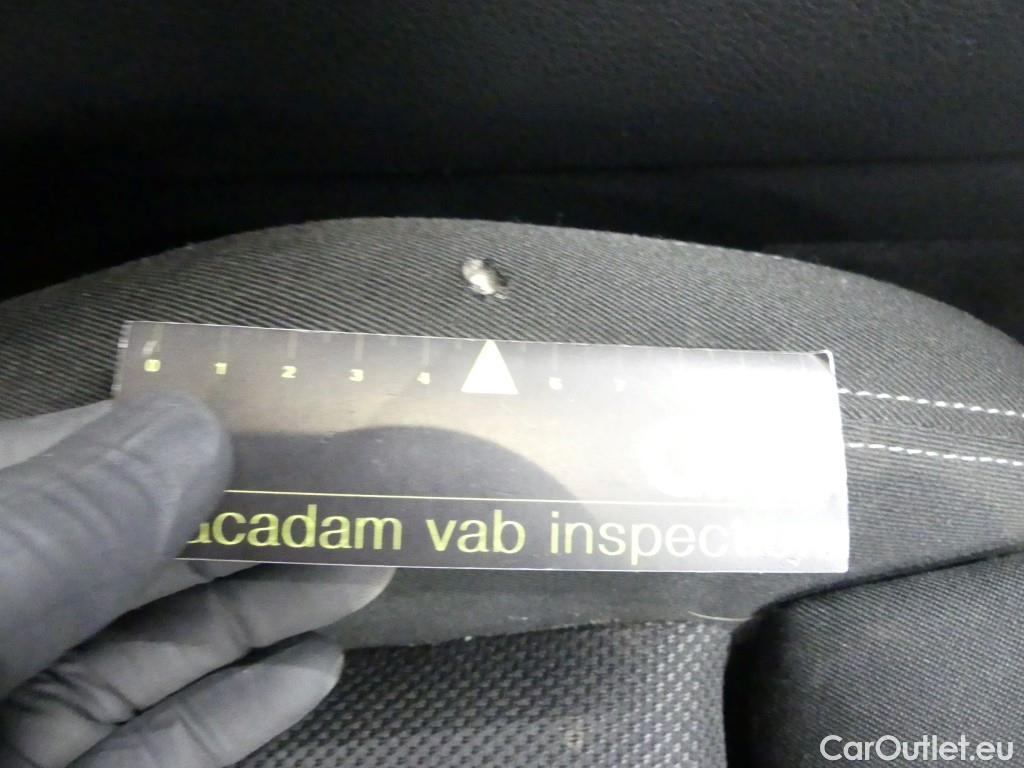 0 1 2 3 4 6 7
acadam vab inspect
CarOutlet.eu